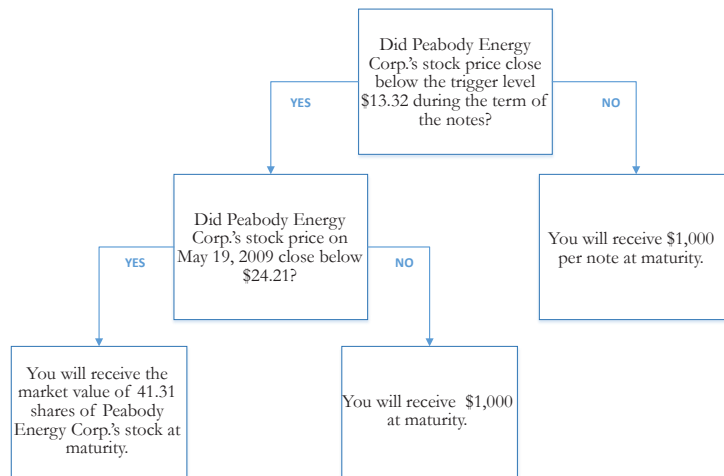 Did Peabody Energy
Corp.'s stock price close
below the trigger level
$13.32 during the term of
the notes?
YES
NO
Did Peabody Energy
Corp.'s stock price on
May 19, 2009 close below
$24.21?
You will receive $1,000
per note at maturity.
YES
NO
You will receive the
market value of 41.31
shares of Peabody
Energy Corp.'s stock at
maturity.
You will receive $1,000
at maturity.